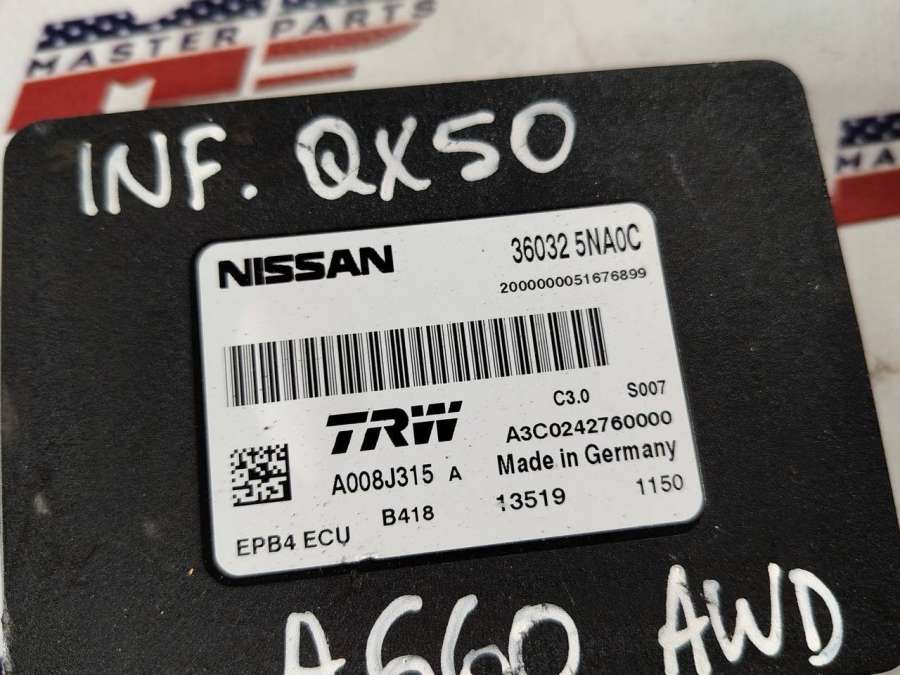 MASTER PARTS
MASTER
INF. QX50
NISSAN
36032 5NA0C
2000000051676899
TRW
C3.0 S007
A3C0242760000
A008J315 A
Made in Germany
B418 13519 1150
EPB4 ECU
A660 AWD